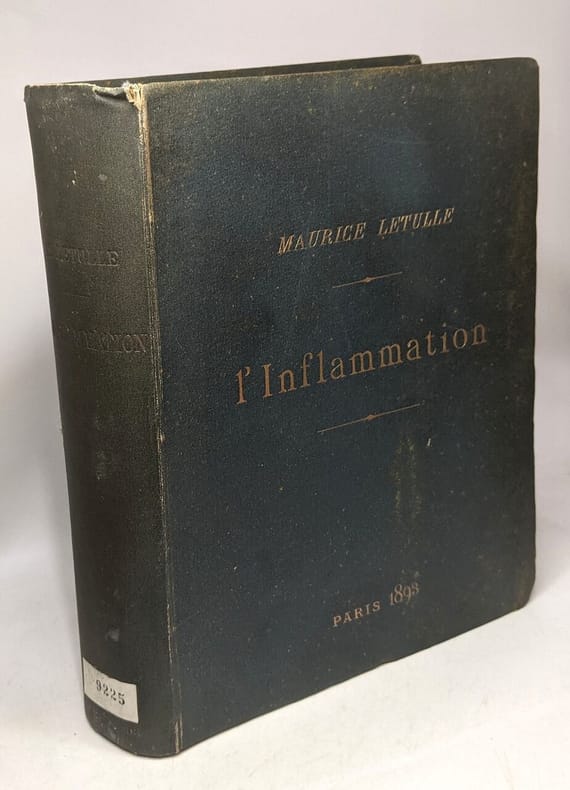 MAURICE LETULLE
l'Inflammation
PARIS 1893
LETULLE
9225